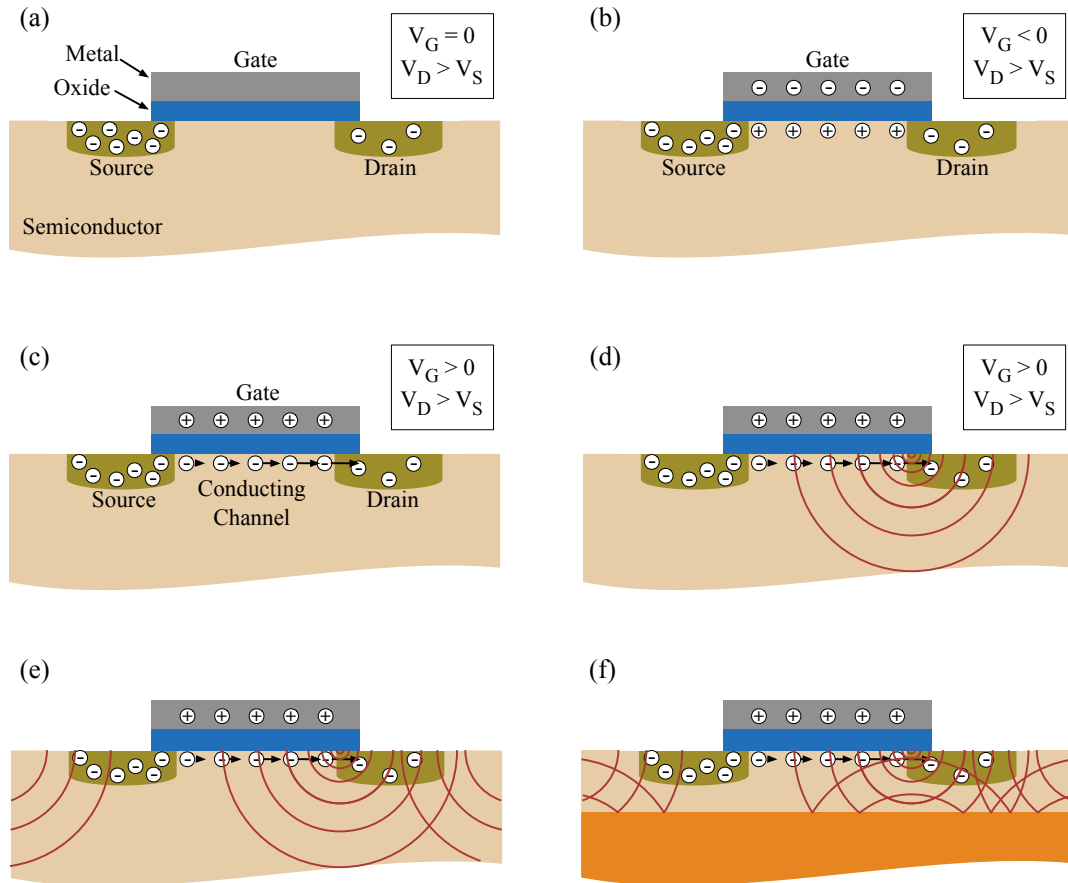 (a)
V_G = 0
V_D > V_S
Metal
Gate
Oxide
Source
Drain
Semiconductor
(b)
V_G < 0
V_D > V_S
Gate
Source
Drain
(c)
V_G > 0
V_D > V_S
Gate
Source
Conducting
Channel
Drain
(d)
V_G > 0
V_D > V_S
(e)
(f)